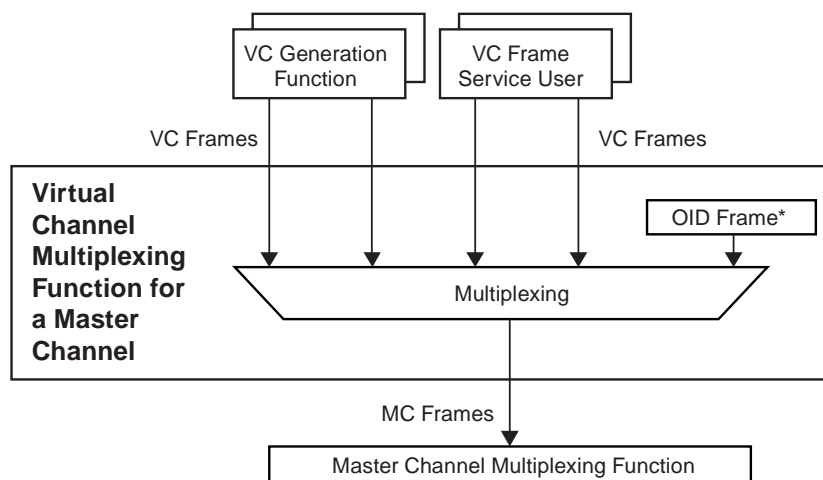 VC Generation
Function
VC Frame
Service User
VC Frames
VC Frames
Virtual
Channel
Multiplexing
Function for
a Master
Channel
OID Frame*
Multiplexing
MC Frames
Master Channel Multiplexing Function